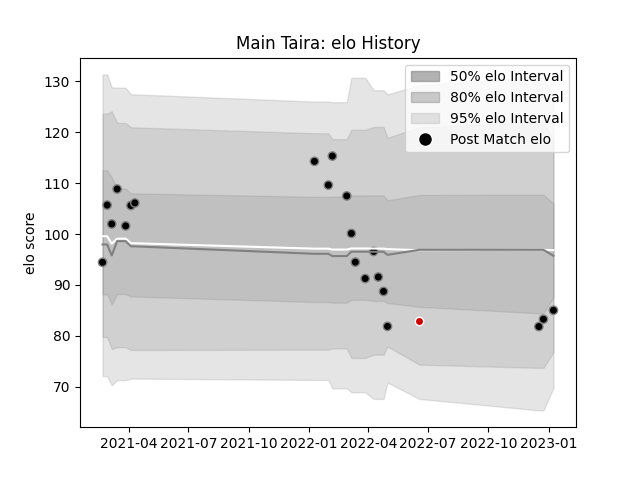 Main Taira: elo History
50% elo Interval
80% elo Interval
95% elo Interval
Post Match elo
elo score
130
120
110
100
90
80
70
2021-04 2021-07 2021-10 2022-01 2022-04 2022-07 2022-10 2023-01